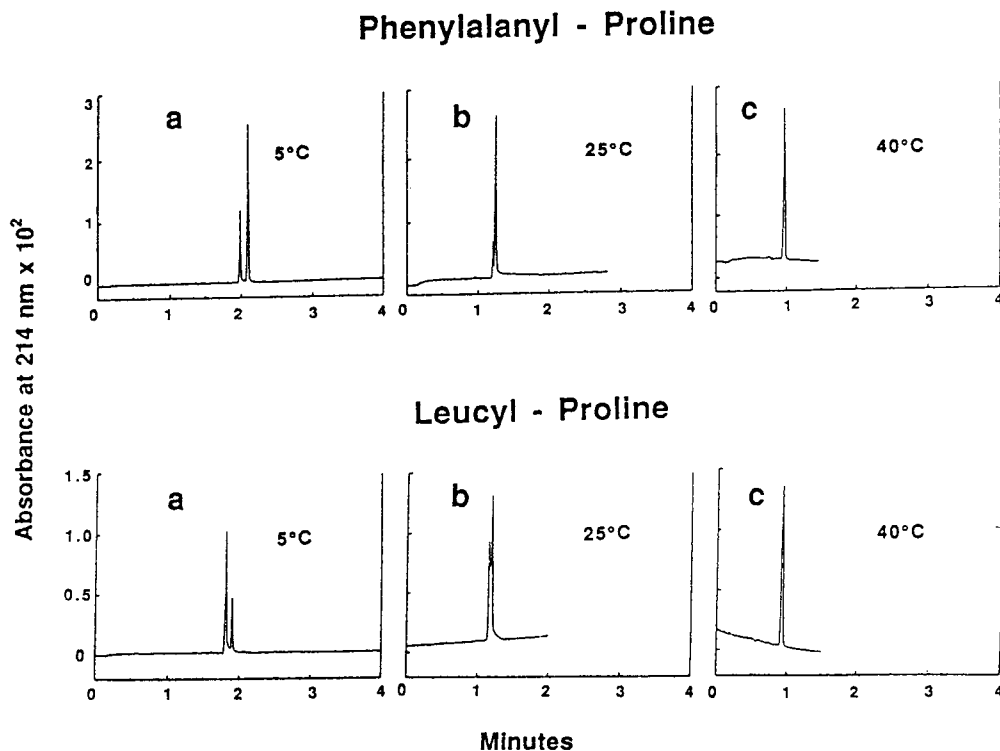 Phenylalanyl - Proline
a
b
c
5°C
25°C
40°C
3
2
1
0
0 1 2 3 4
0 1 2 3 4
0 1 2 3 4
Absorbance at 214 nm x 10²
Leucyl - Proline
a
b
c
5°C
25°C
40°C
1.5
1.0
0.5
0
0 1 2 3 4
0 1 2 3 4
0 1 2 3 4
Minutes